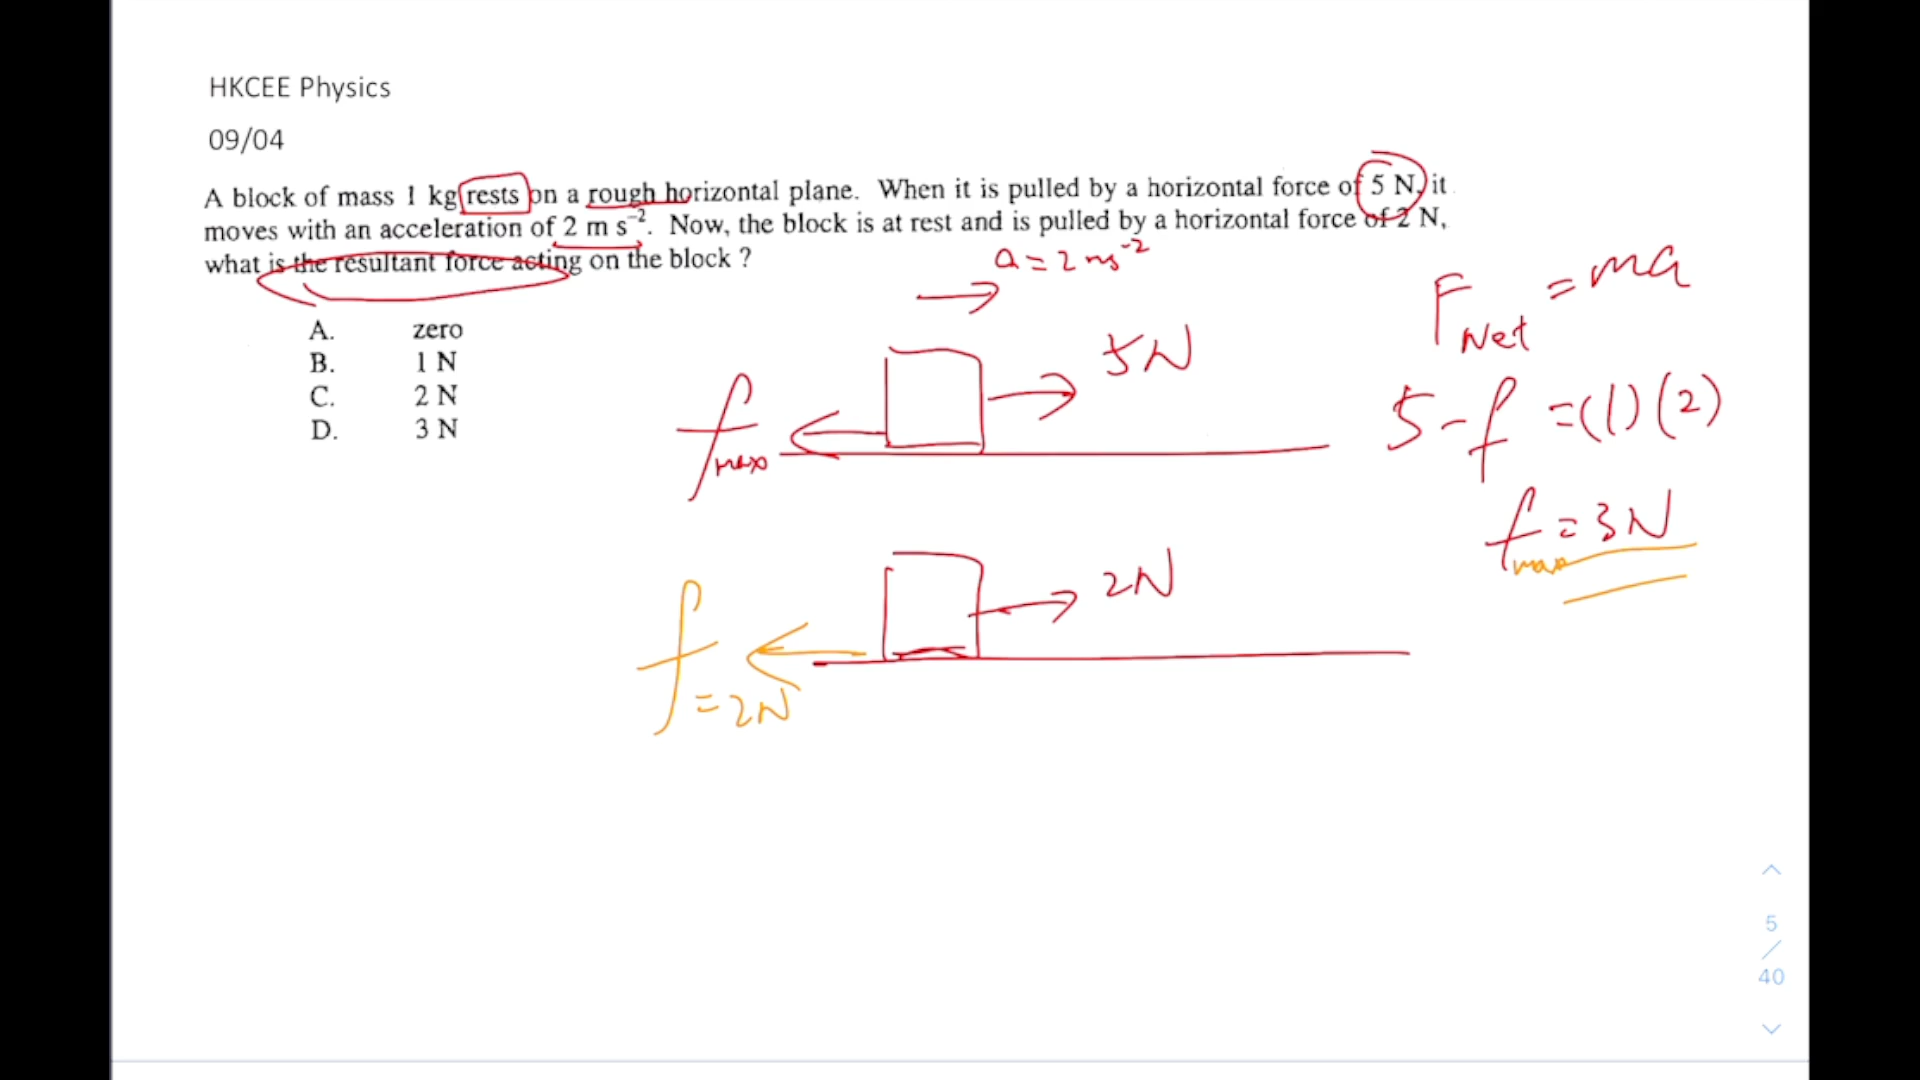 HKCEE Physics
09/04
A block of mass 1 kg rests on a rough horizontal plane. When it is pulled by a horizontal force of 5 N, it
moves with an acceleration of 2 m s⁻². Now, the block is at rest and is pulled by a horizontal force of 2 N,
what is the resultant force acting on the block ?
a = 2 ms⁻²
A. zero
B. 1 N
C. 2 N
D. 3 N
F Net = ma
5N
f max
5 - f = (1)(2)
f max = 3N
2N
f = 2N
5
/
40